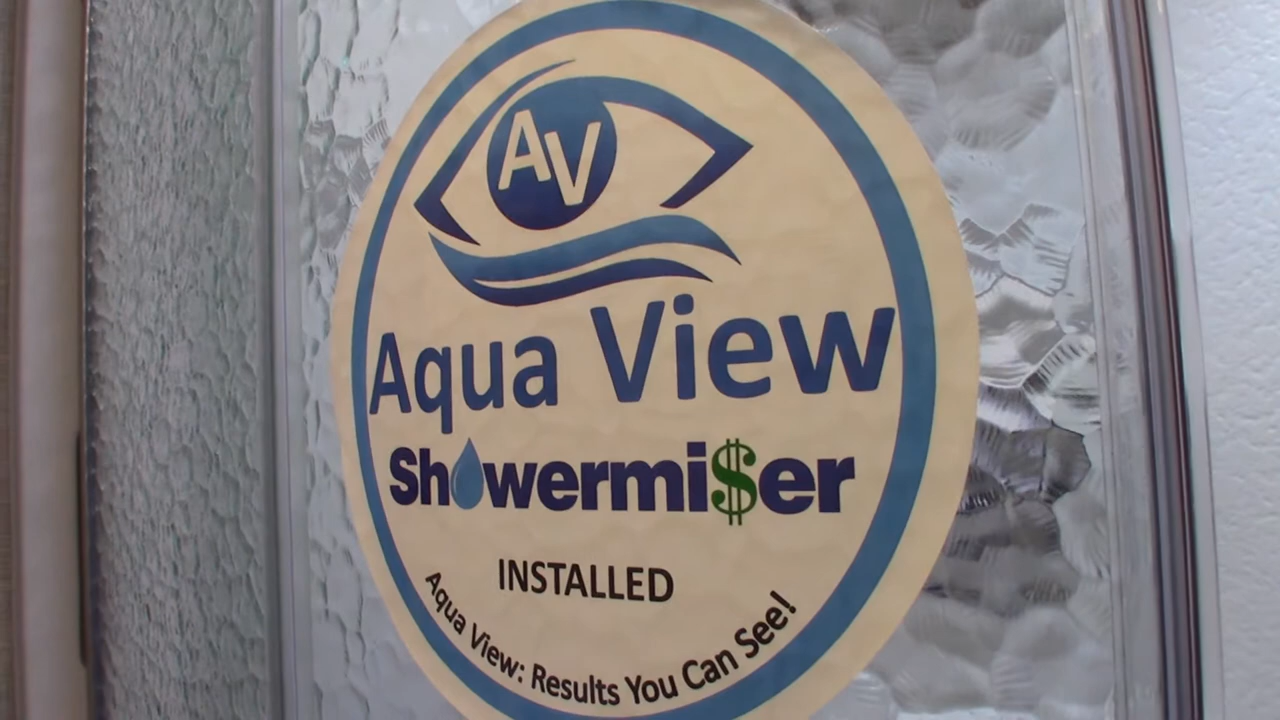 AV
Aqua View
Showermi$er
INSTALLED
Aqua View: Results You Can See!